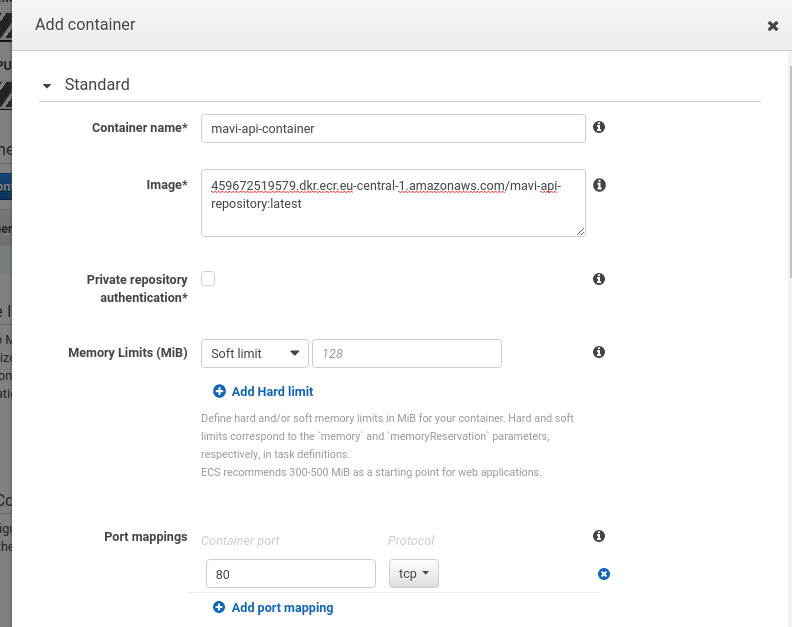 Add container
Standard
Container name*
mavi-api-container
Image*
459672519579.dkr.ecr.eu-central-1.amazonaws.com/mavi-api-
repository:latest
Private repository
authentication*
Memory Limits (MiB)
Soft limit
128
Add Hard limit
Define hard and/or soft memory limits in MiB for your container. Hard and soft
limits correspond to the `memory` and `memoryReservation` parameters,
respectively, in task definitions.
ECS recommends 300-500 MiB as a starting point for web applications.
Port mappings
Container port
Protocol
80
tcp
Add port mapping